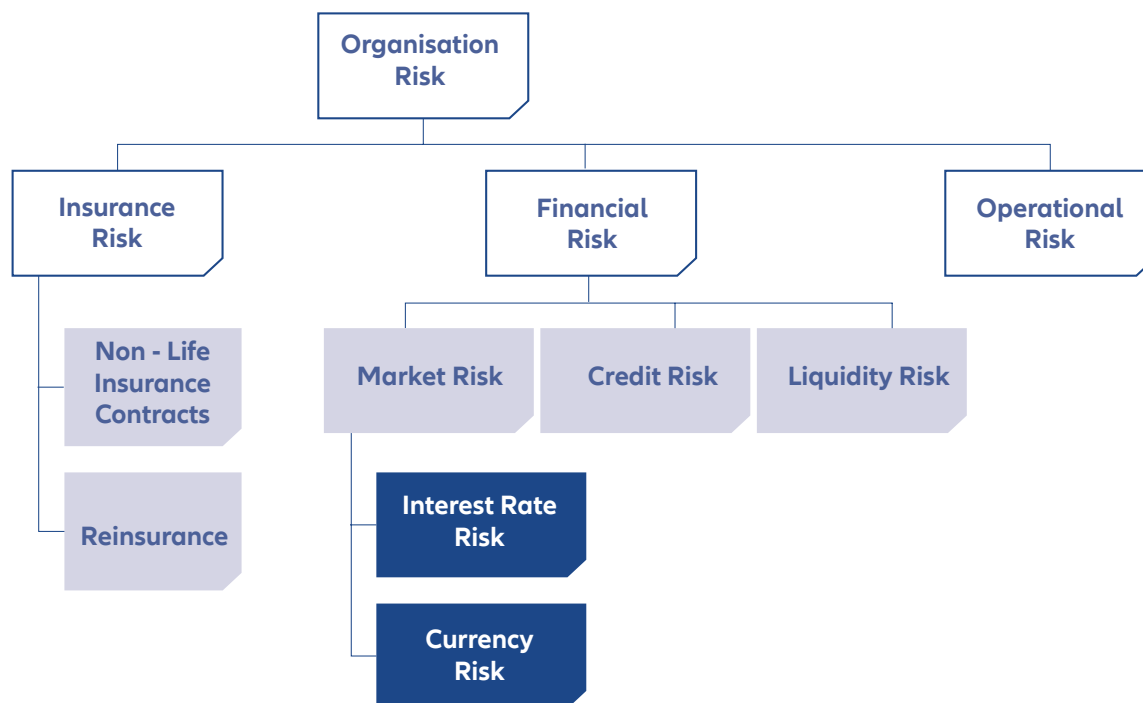 Organisation
Risk
Insurance
Risk
Financial
Risk
Operational
Risk
Non - Life
Insurance
Contracts
Market Risk
Credit Risk
Liquidity Risk
Reinsurance
Interest Rate
Risk
Currency
Risk